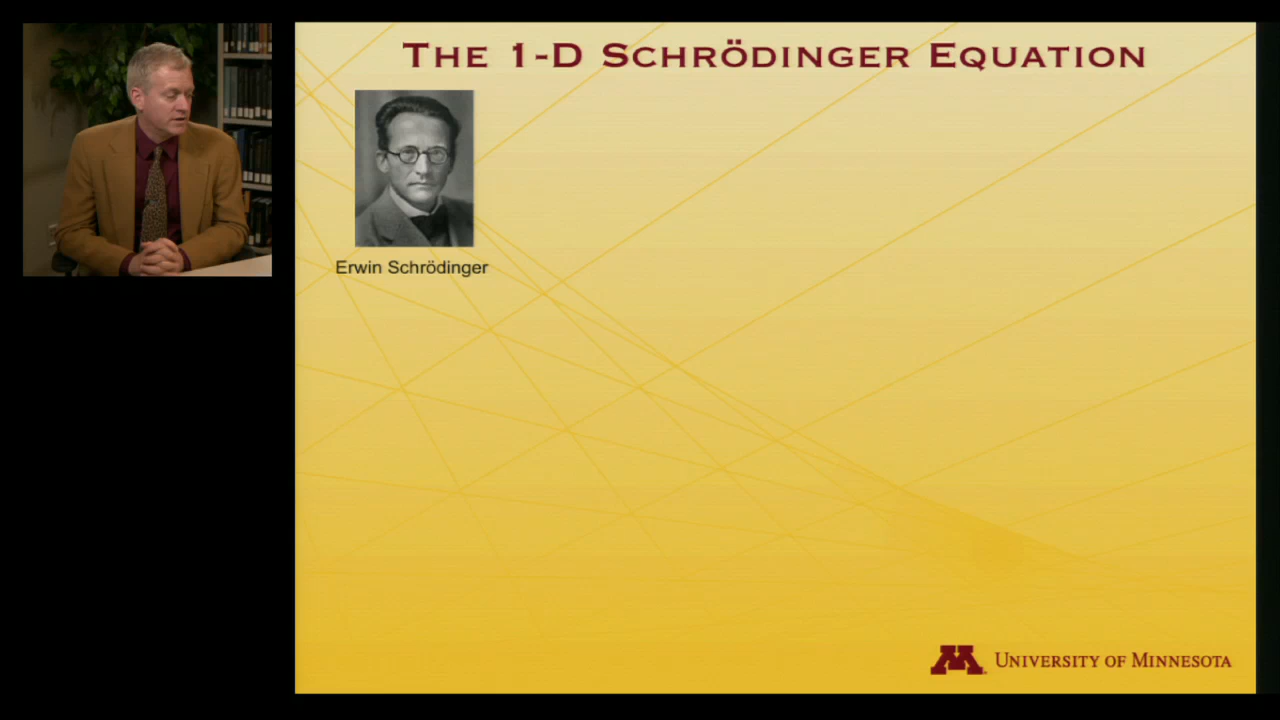 The 1-D Schrödinger Equation
Erwin Schrödinger
M University of Minnesota